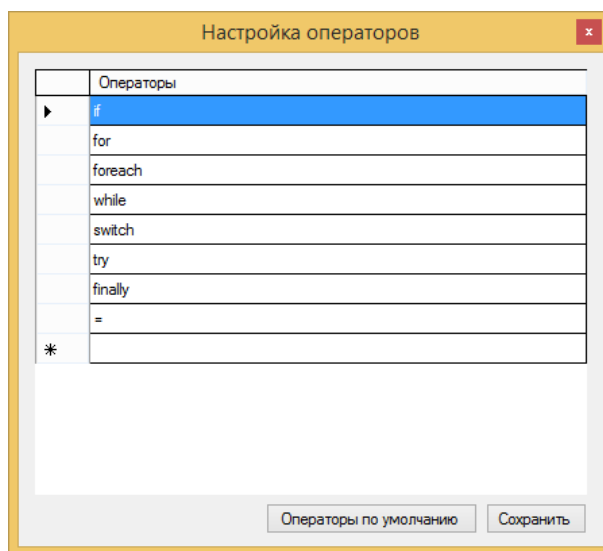 Настройка операторов
x
Операторы
if
for
foreach
while
switch
try
finally
=
*
Операторы по умолчанию
Сохранить